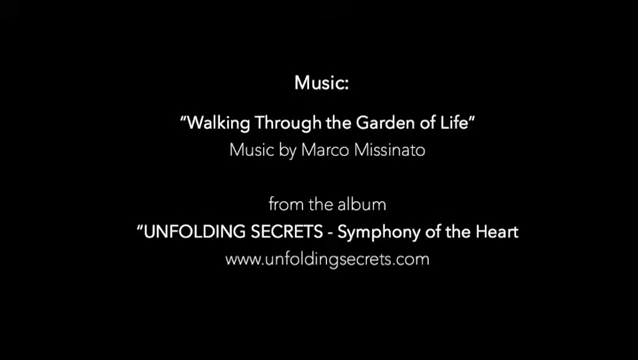 Music:
“Walking Through the Garden of Life”
Music by Marco Missinato
from the album
“UNFOLDING SECRETS - Symphony of the Heart
www.unfoldingsecrets.com